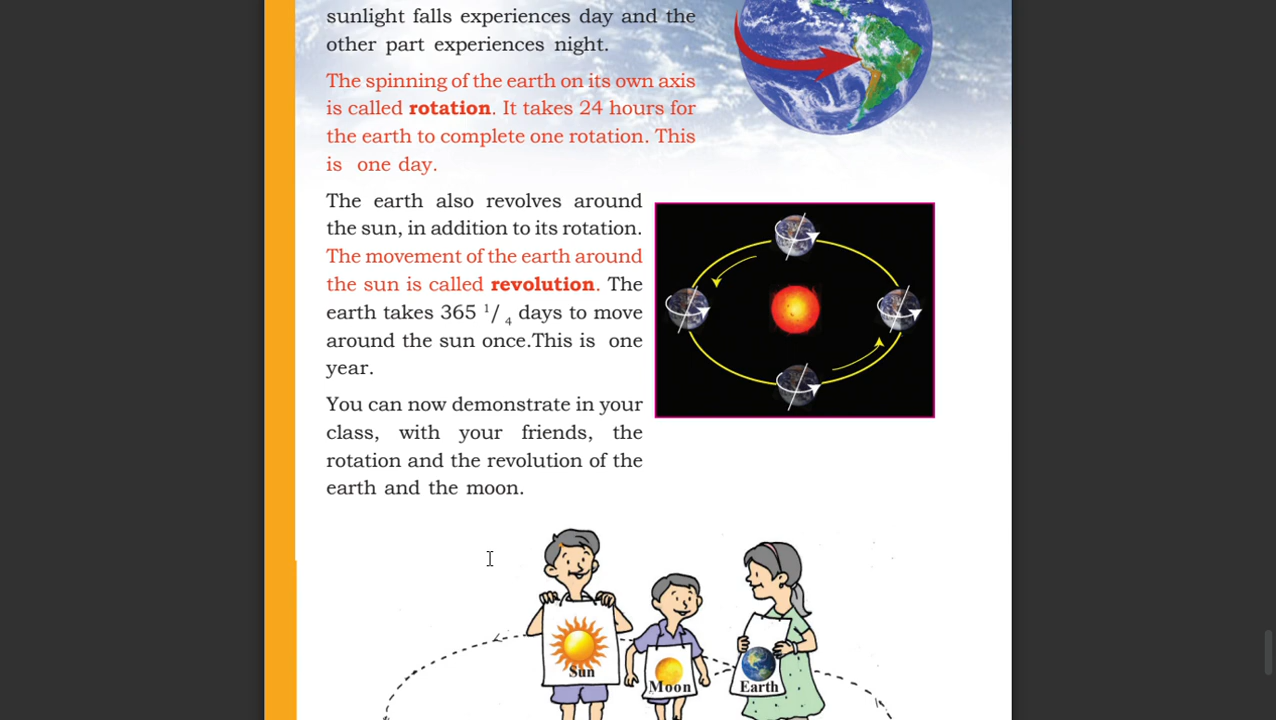 sunlight falls experiences day and the
other part experiences night.
The spinning of the earth on its own axis
is called rotation. It takes 24 hours for
the earth to complete one rotation. This
is one day.
The earth also revolves around
the sun, in addition to its rotation.
The movement of the earth around
the sun is called revolution. The
earth takes 365 1/4 days to move
around the sun once.This is one
year.
You can now demonstrate in your
class, with your friends, the
rotation and the revolution of the
earth and the moon.
Sun
Moon
Earth